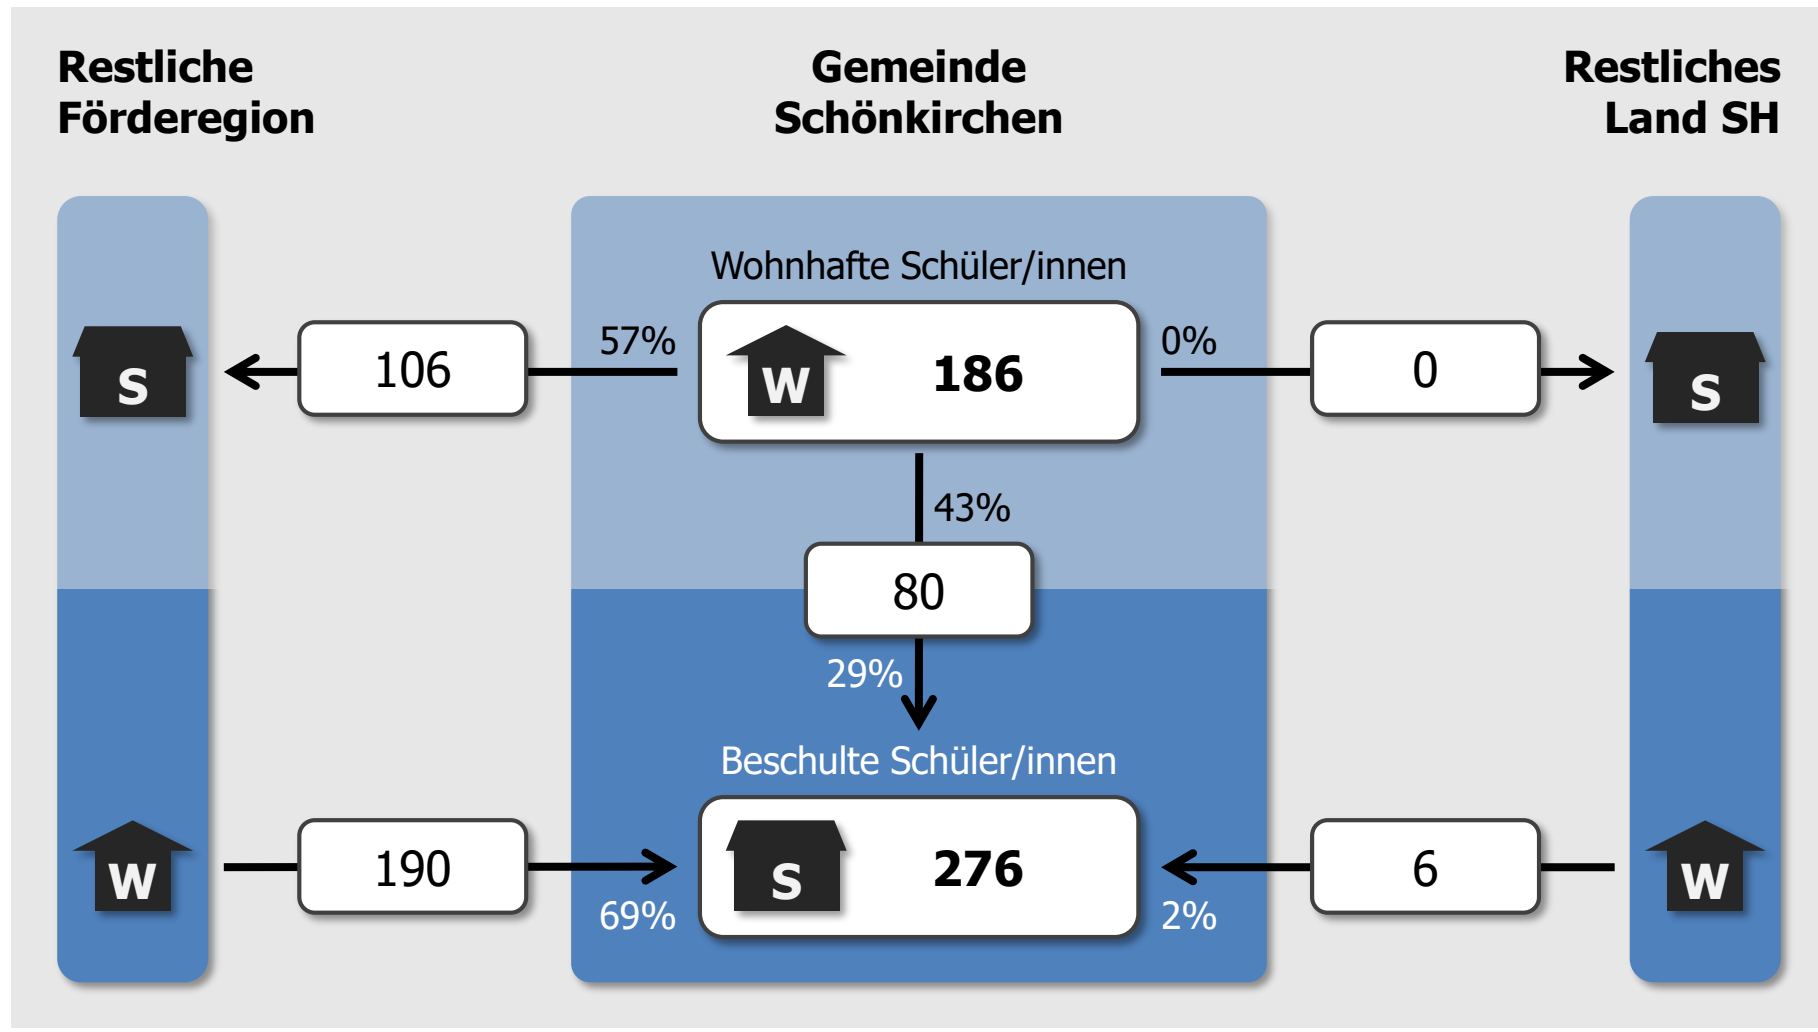 Restliche
Förderegion
Gemeinde
Schönkirchen
Restliches
Land SH
Wohnhafte Schüler/innen
S
106
57%
W
186
0%
0
S
43%
80
29%
Beschulte Schüler/innen
W
190
69%
S
276
2%
6
W